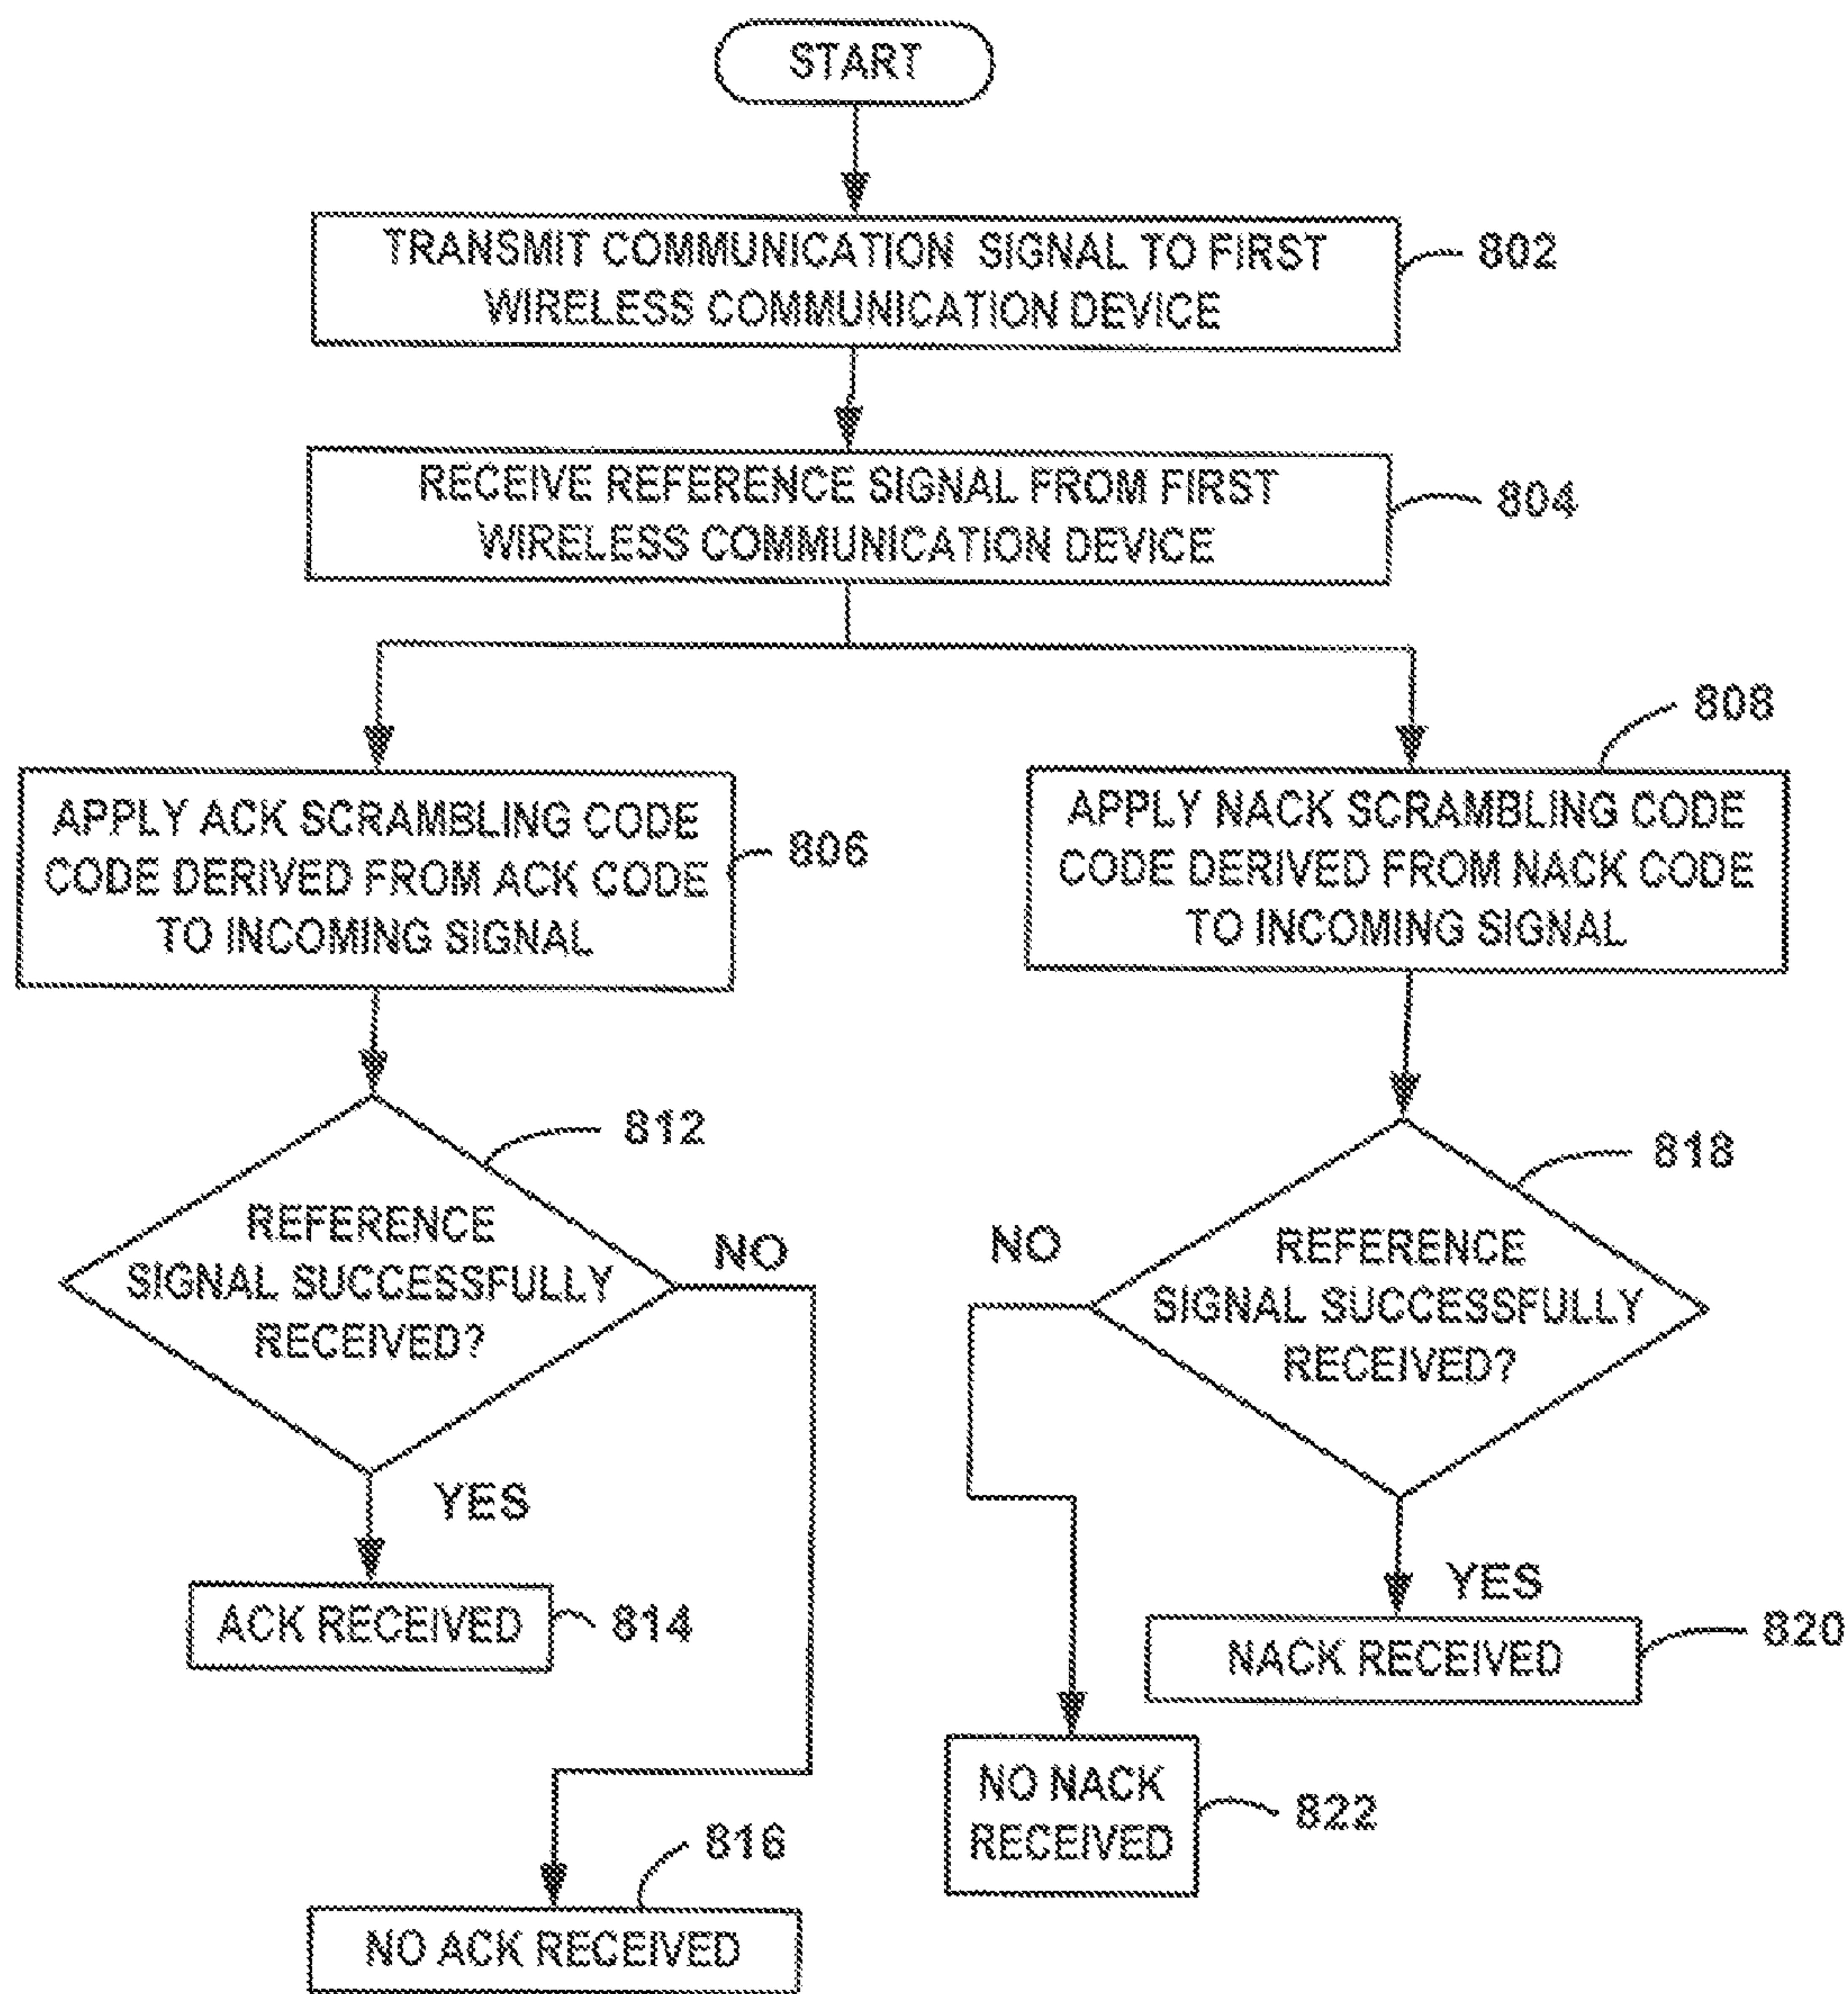 START
TRANSMIT COMMUNICATION SIGNAL TO FIRST
WIRELESS COMMUNICATION DEVICE
802
RECEIVE REFERENCE SIGNAL FROM FIRST
WIRELESS COMMUNICATION DEVICE
804
APPLY ACK SCRAMBLING CODE
CODE DERIVED FROM ACK CODE
TO INCOMING SIGNAL
806
808
APPLY NACK SCRAMBLING CODE
CODE DERIVED FROM NACK CODE
TO INCOMING SIGNAL
812
REFERENCE
SIGNAL SUCCESSFULLY
RECEIVED?
NO
YES
818
REFERENCE
SIGNAL SUCCESSFULLY
RECEIVED?
NO
YES
ACK RECEIVED
814
NACK RECEIVED
820
NO NACK
RECEIVED
822
816
NO ACK RECEIVED